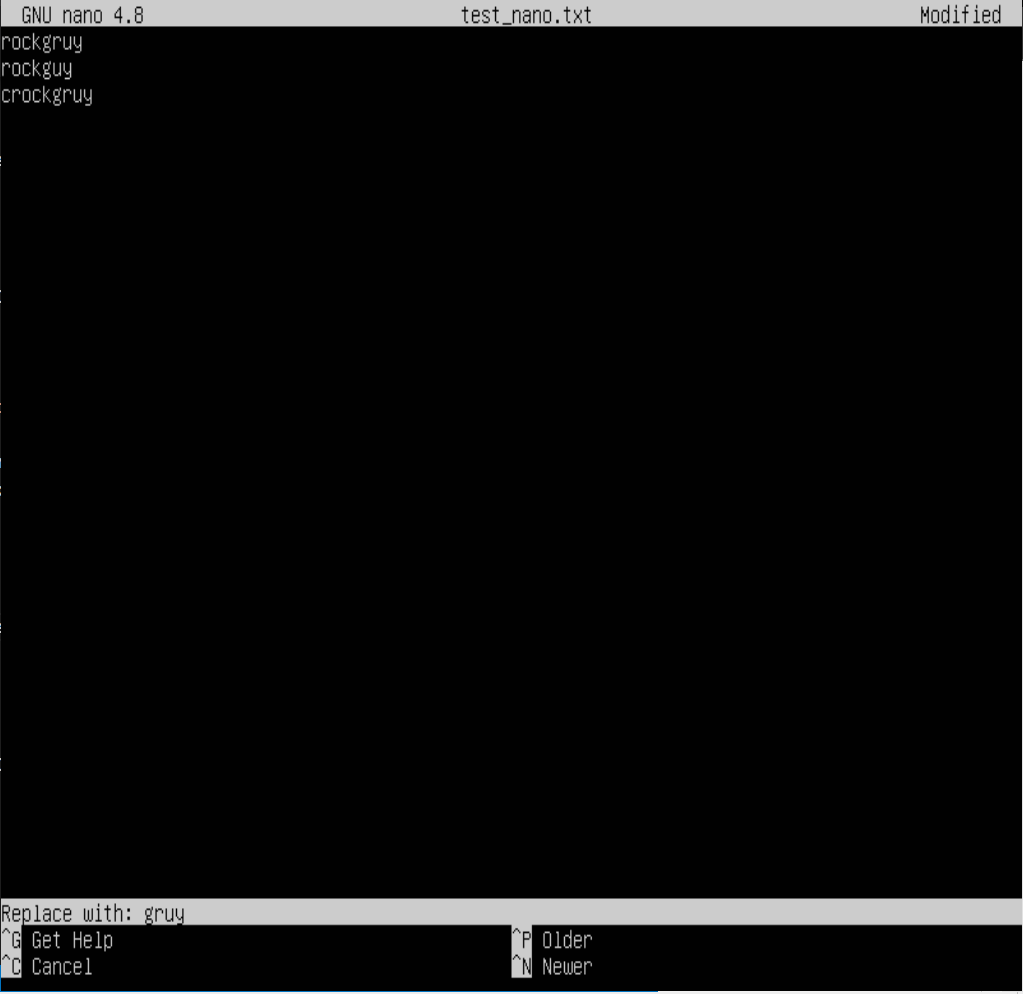 GNU nano 4.8 test_nano.txt Modified
rockgruy
rockguy
crockgruy
Replace with: gruy
^G Get Help ^P Older
^C Cancel ^N Newer